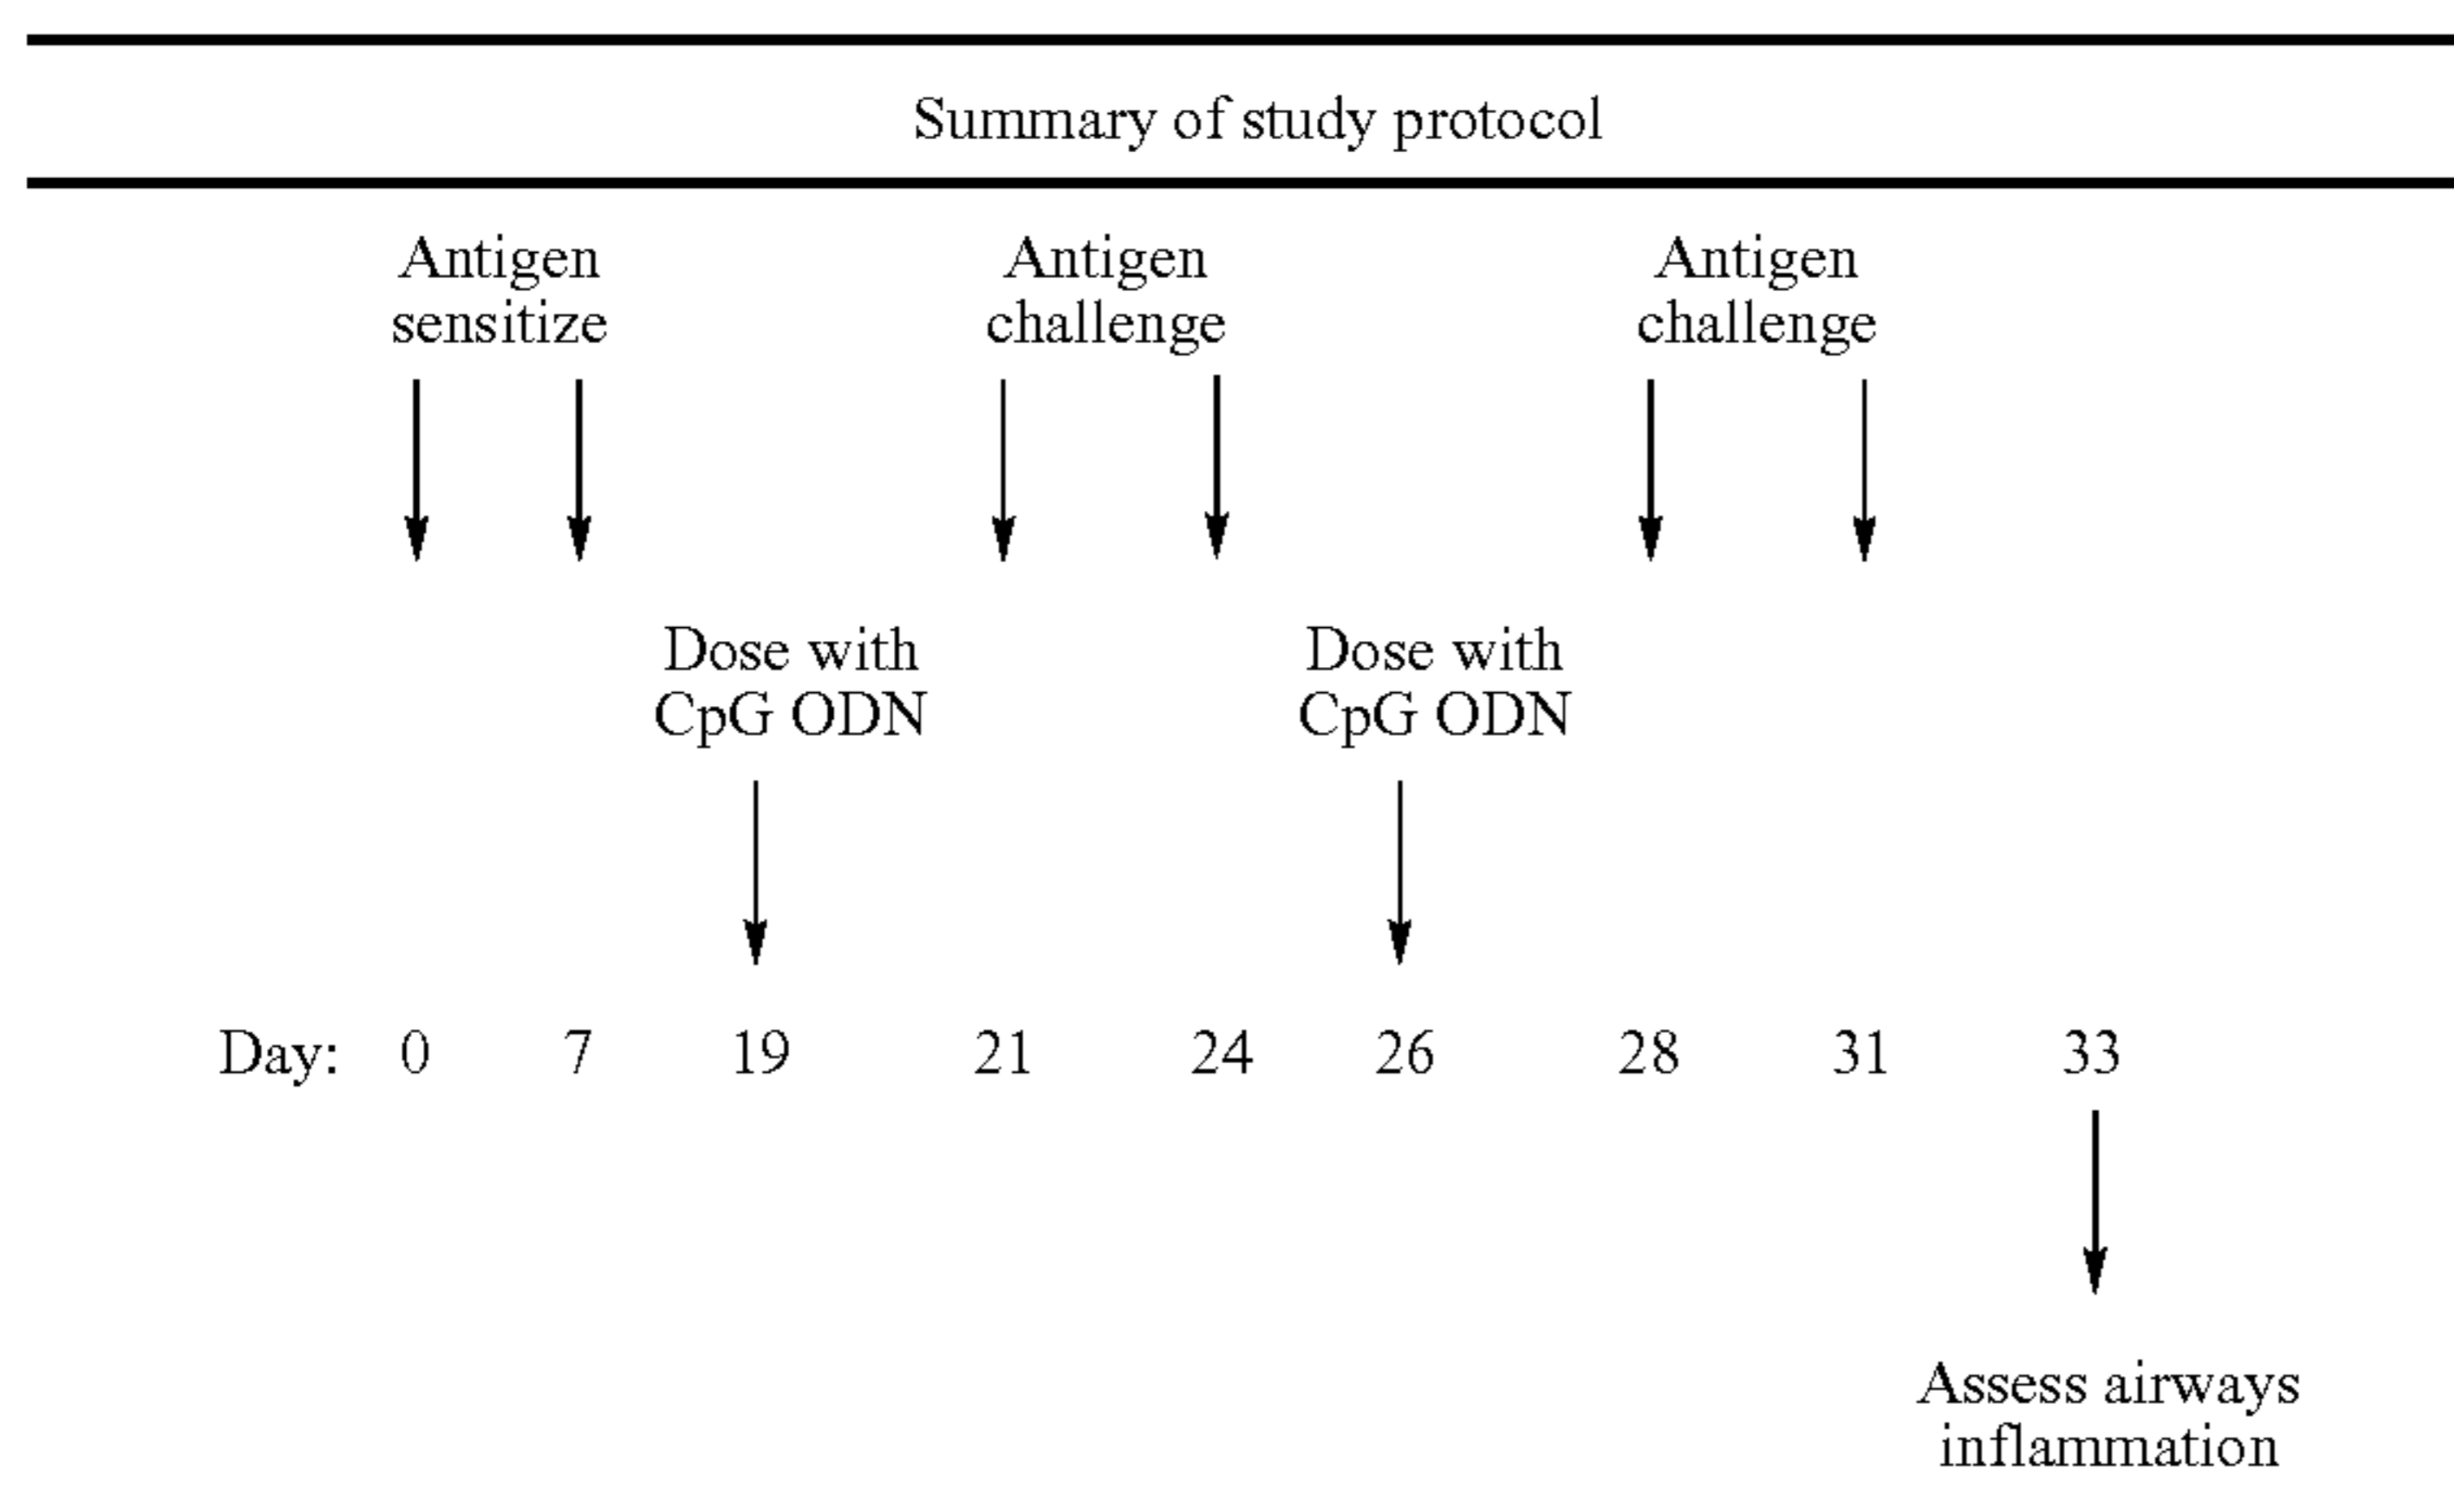 Summary of study protocol
Antigen
sensitize
Antigen
challenge
Antigen
challenge
Dose with
CpG ODN
Dose with
CpG ODN
Day: 0 7 19 21 24 26 28 31 33
Assess airways
inflammation